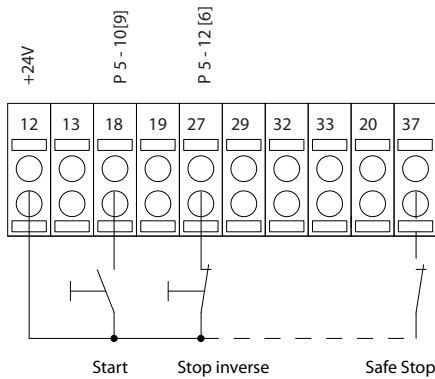 +24V
P 5 - 10[9]
P 5 - 12 [6]
12 13 18 19 27 29 32 33 20 37
Start Stop inverse Safe Stop